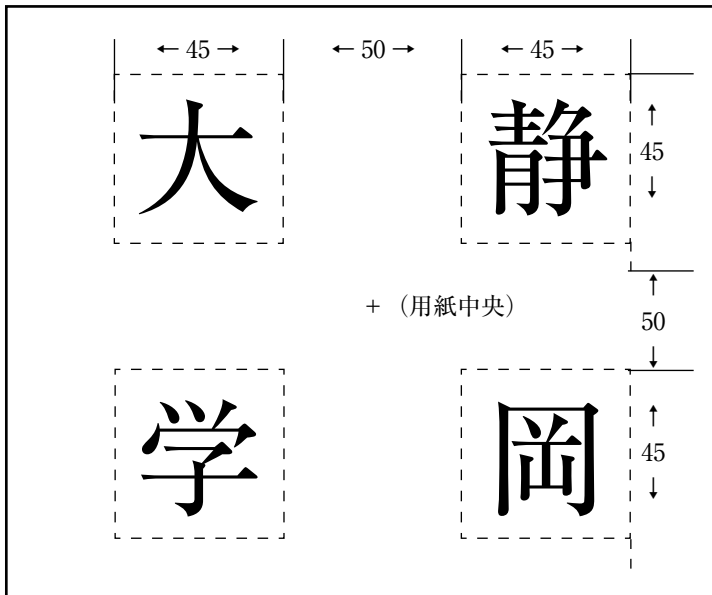 ← 45 → ← 50 → ← 45 →
大 静
↑
45
↓
+ (用紙中央)
↑
50
↓
学 岡
↑
45
↓